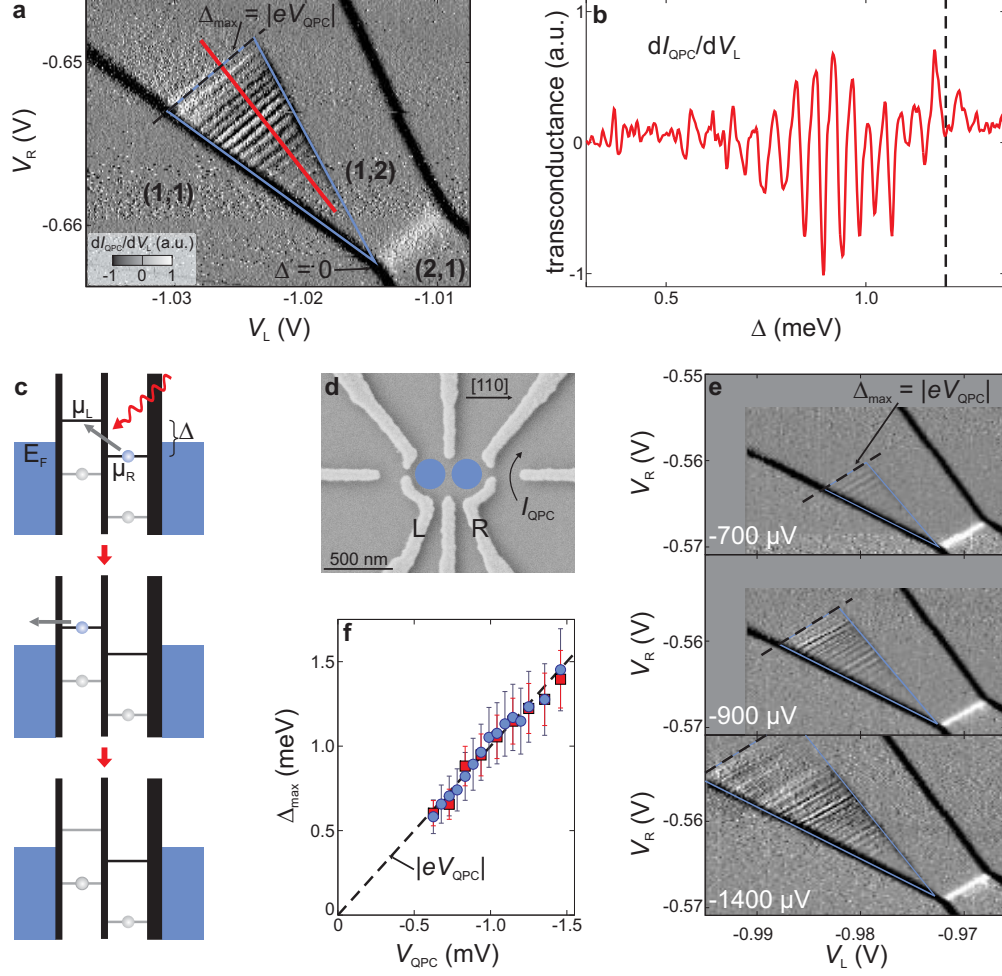 a
Δmax = |eVQPC|
-0.65
-0.66
VR (V)
(1,1)
(1,2)
(2,1)
dIQPC/dVL (a.u.)
-1 0 1
Δ = 0
-1.03 -1.02 -1.01
VL (V)
b
dIQPC/dVL
transconductance (a.u.)
1
0
-1
0.5 1.0
Δ (meV)
c
μL
Δ
EF
μR
d
[110]
IQPC
L R
500 nm
e
-0.55
Δmax = |eVQPC|
VR (V)
-0.56
-0.57
-700 μV
VR (V)
-0.56
-0.57
-900 μV
VR (V)
-0.56
-0.57
-1400 μV
-0.99 -0.98 -0.97
VL (V)
f
Δmax (meV)
1.5
1.0
0.5
0
|eVQPC|
0 -0.5 -1.0 -1.5
VQPC (mV)